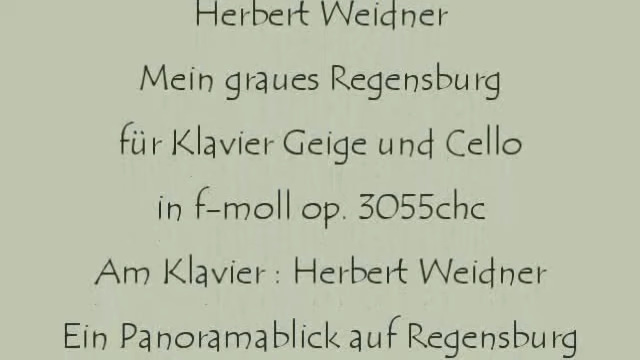 Herbert Weidner
Mein graues Regensburg
für Klavier Geige und Cello
in f-moll op. 3055chc
Am Klavier : Herbert Weidner
Ein Panoramablick auf Regensburg